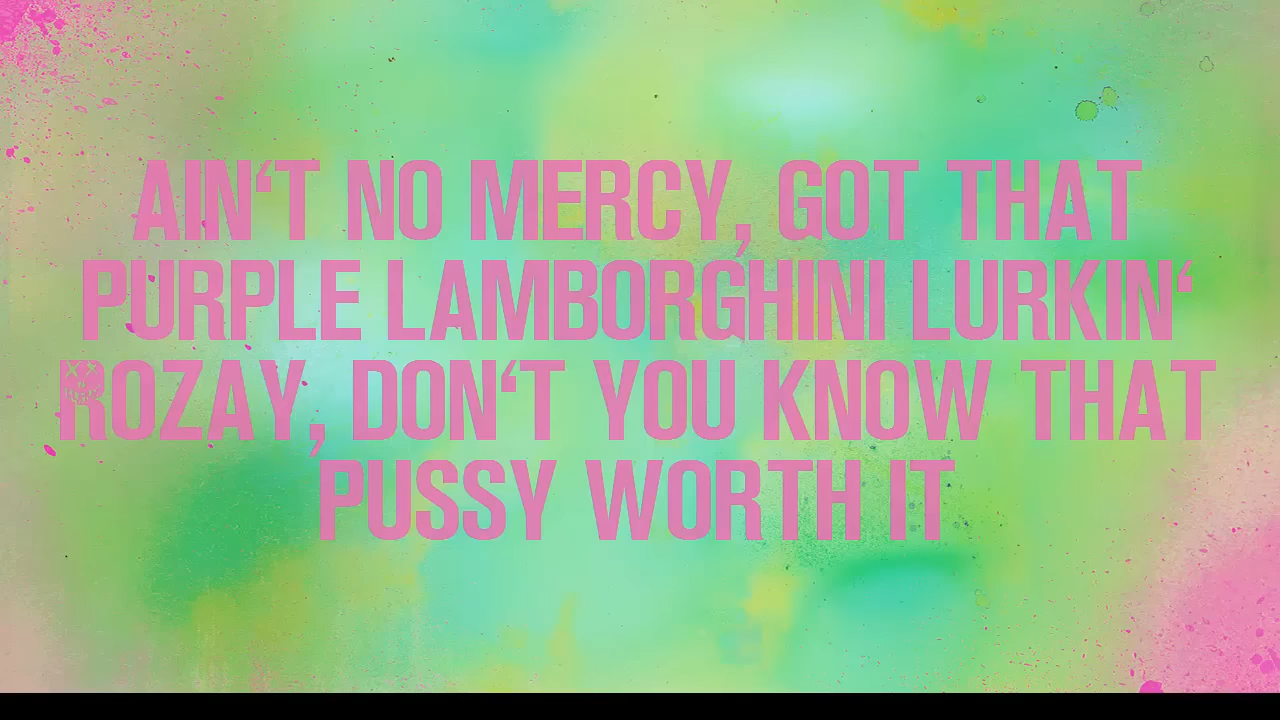 AIN‘T NO MERCY, GOT THAT
PURPLE LAMBORGHINI LURKIN‘
ROZAY, DON‘T YOU KNOW THAT
PUSSY WORTH IT